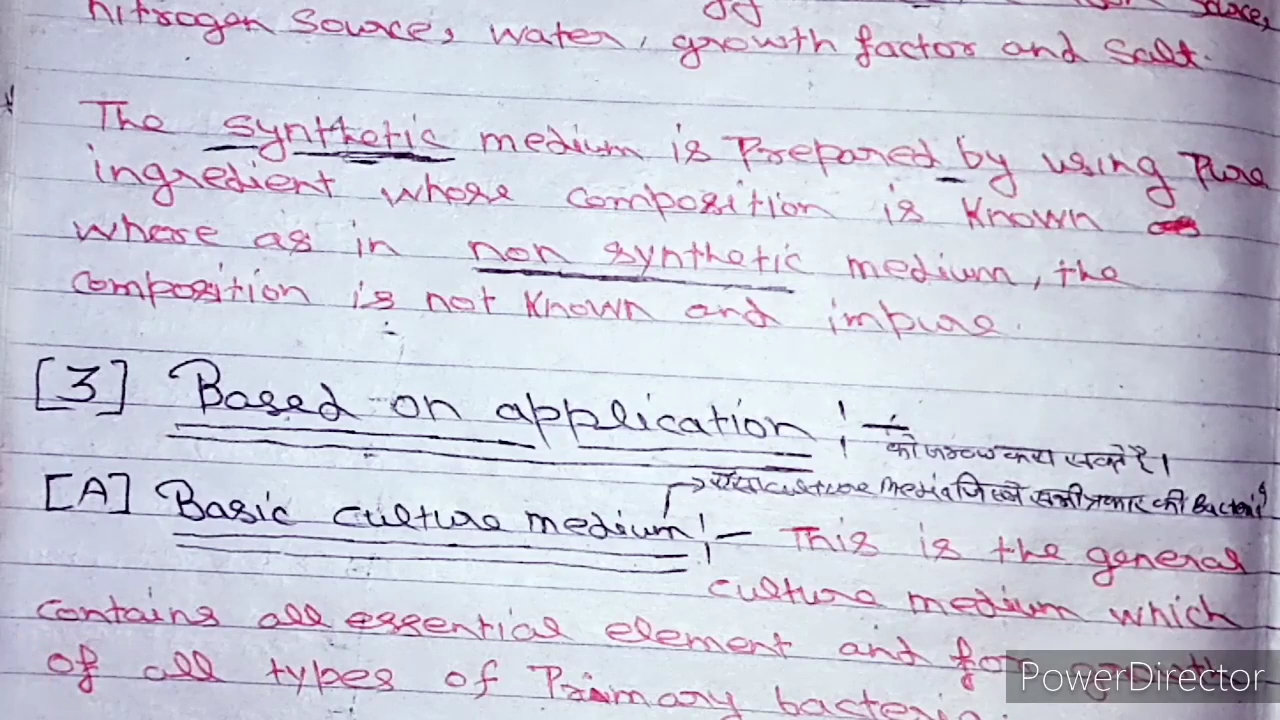 nitrogen source, water, growth factor and salt.
The synthetic medium is Prepared by using Pure
ingredient whose composition is known
where as in non synthetic medium, the
composition is not known and impure.
[3] Based on application :-
को growth करा सकते है।
[A] Basic culture medium :- This is the general
culture medium which
contains all essential element and for
of all types of Primary bacteria.
PowerDirector